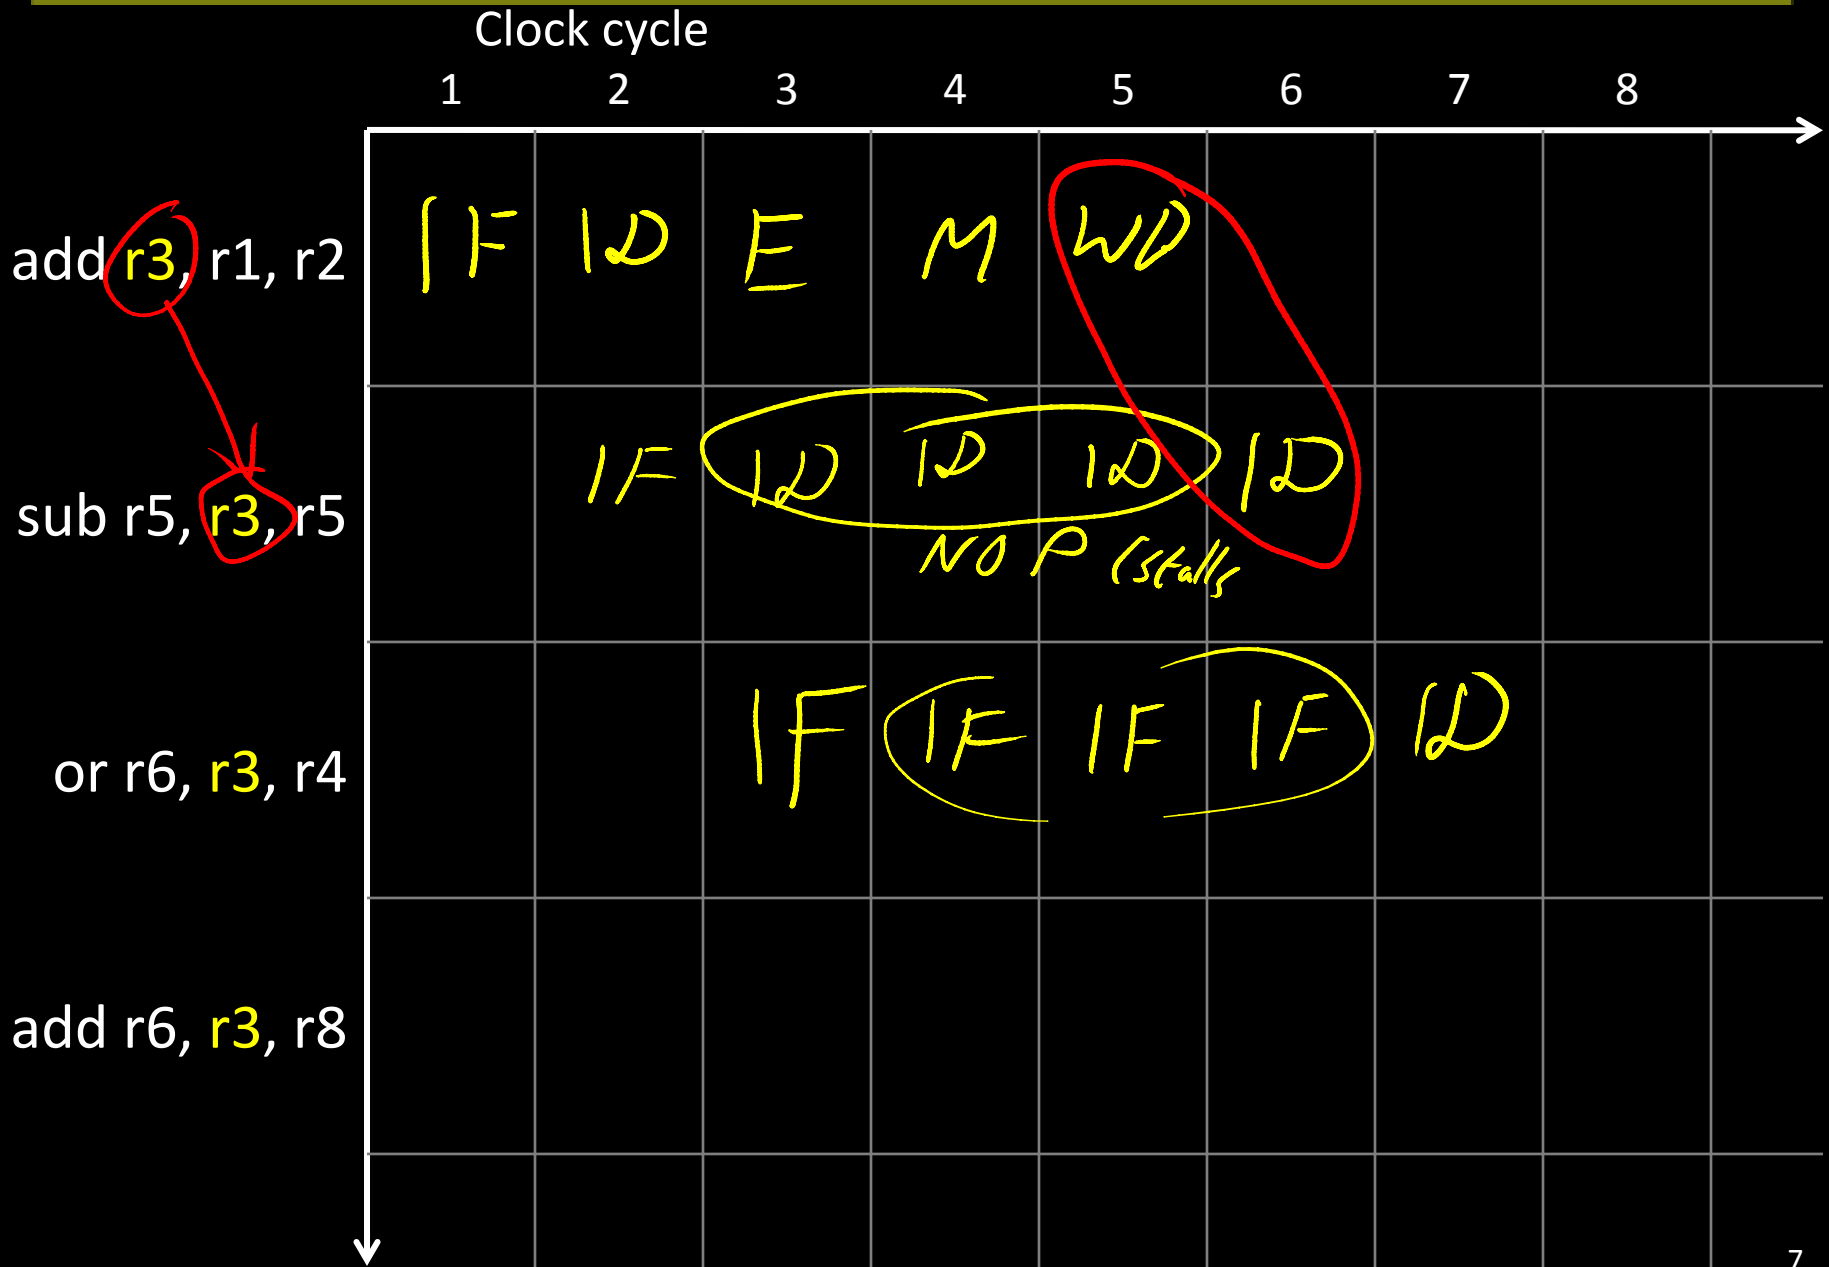 Clock cycle
1 2 3 4 5 6 7 8
add r3, r1, r2 IF ID E M WB
sub r5, r3, r5 IF ID ID ID ID
NOP (stalls
or r6, r3, r4 IF IF IF IF ID
add r6, r3, r8
7